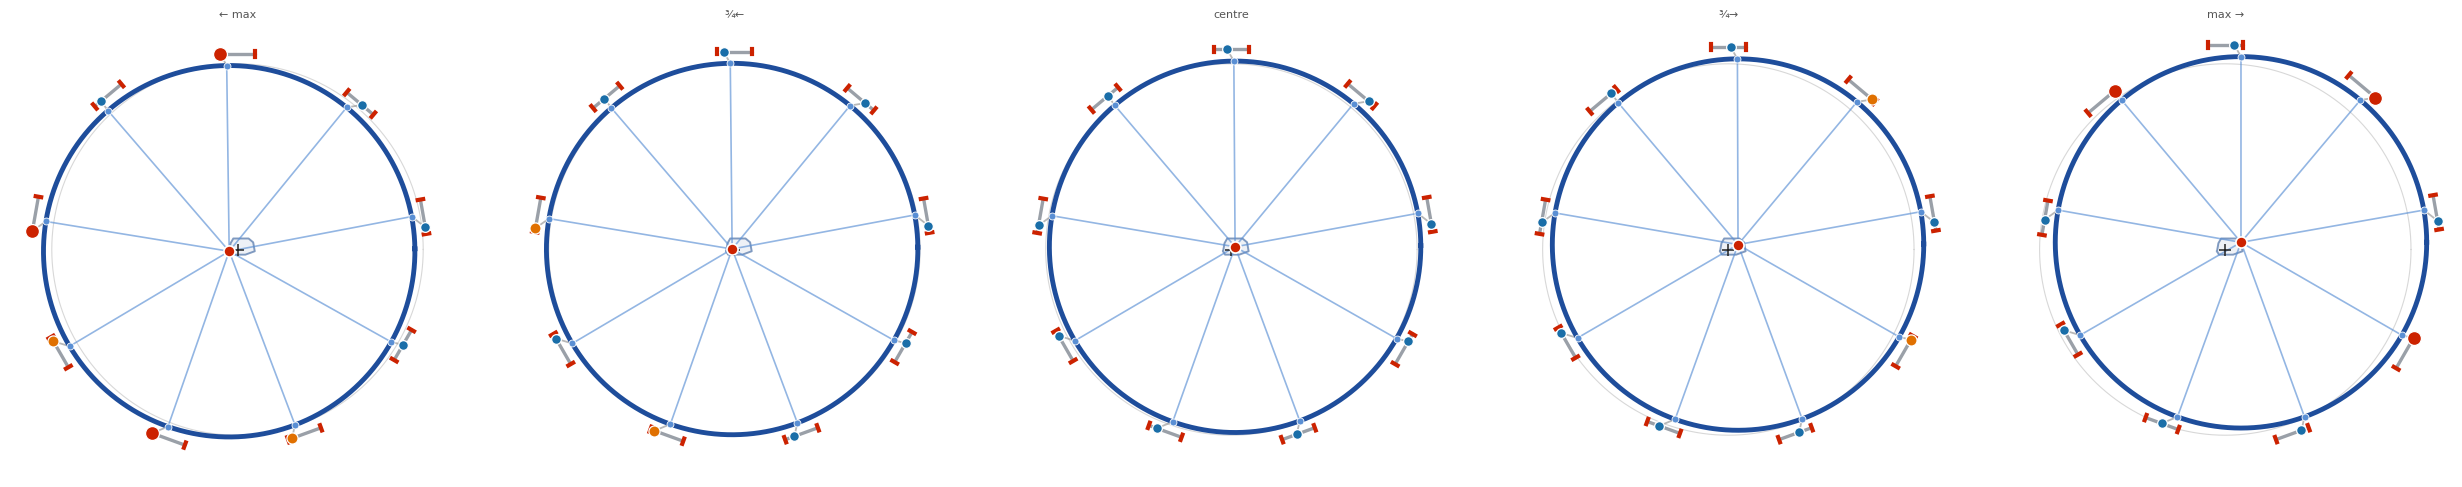 ← max
¾←
centre
¾→
max →